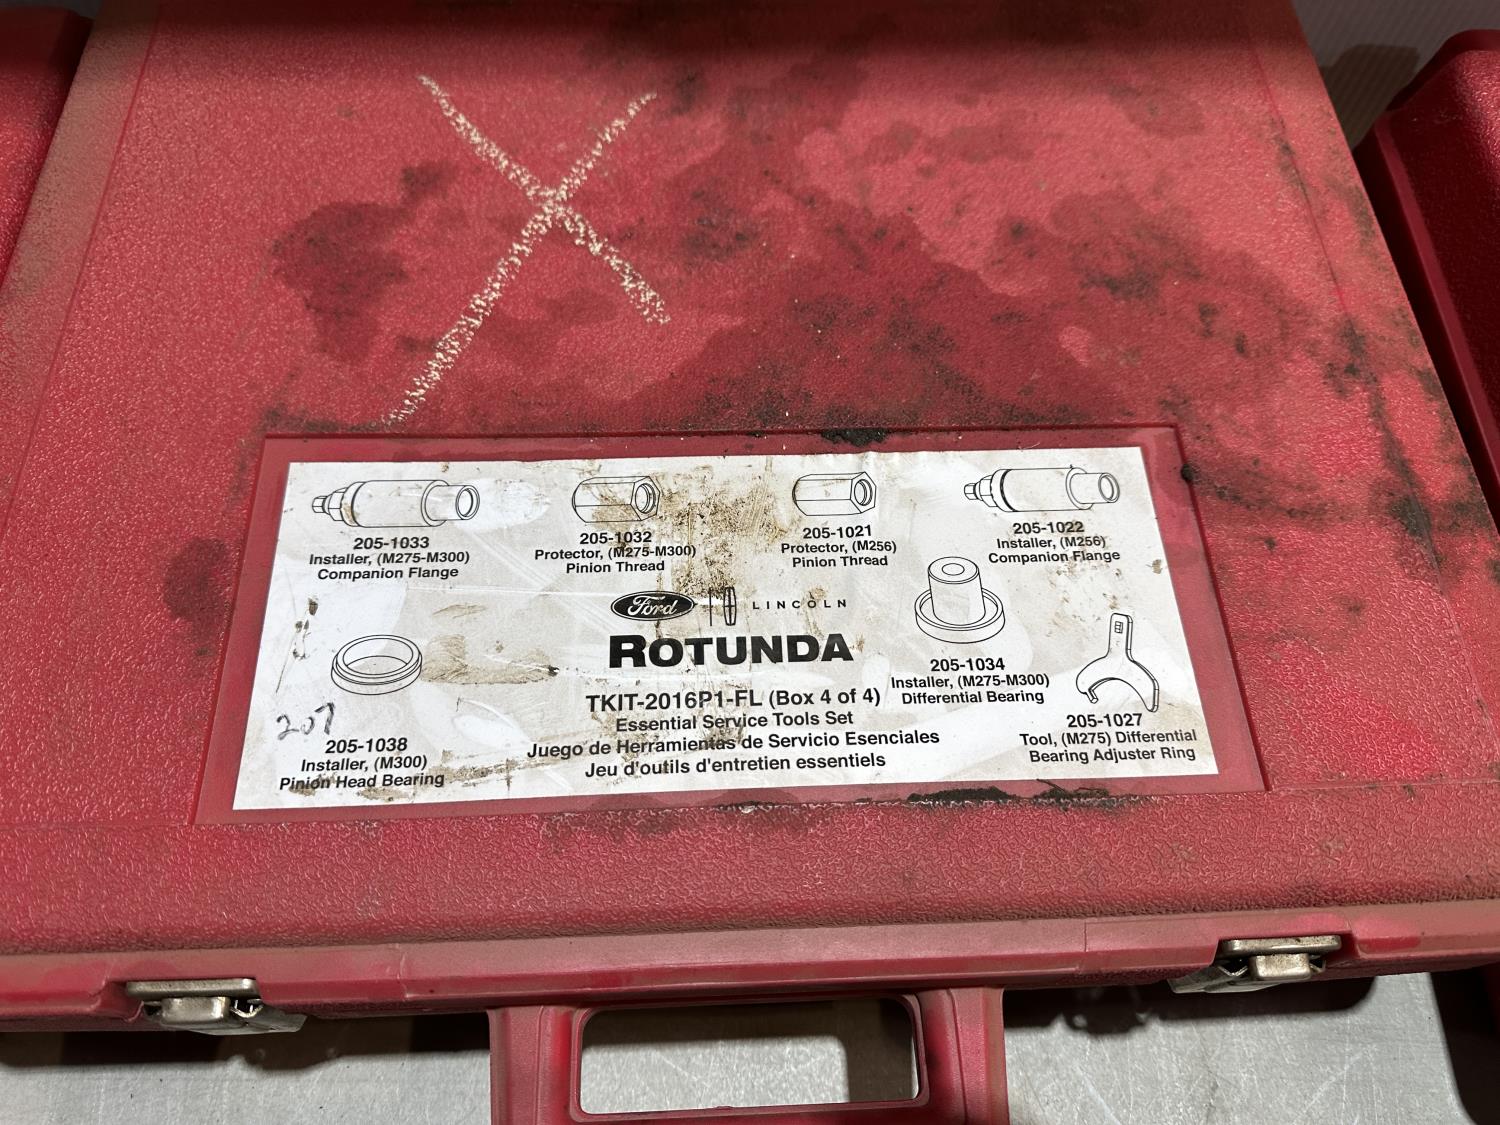 205-1033
Installer, (M275-M300)
Companion Flange
205-1032
Protector, (M275-M300)
Pinion Thread
205-1021
Protector, (M256)
Pinion Thread
205-1022
Installer, (M256)
Companion Flange
Ford
LINCOLN
ROTUNDA
TKIT-2016P1-FL (Box 4 of 4)
Essential Service Tools Set
Juego de Herramientas de Servicio Esenciales
Jeu d'outils d'entretien essentiels
205-1034
Installer, (M275-M300)
Differential Bearing
205-1027
Tool, (M275) Differential
Bearing Adjuster Ring
207
205-1038
Installer, (M300)
Pinion Head Bearing